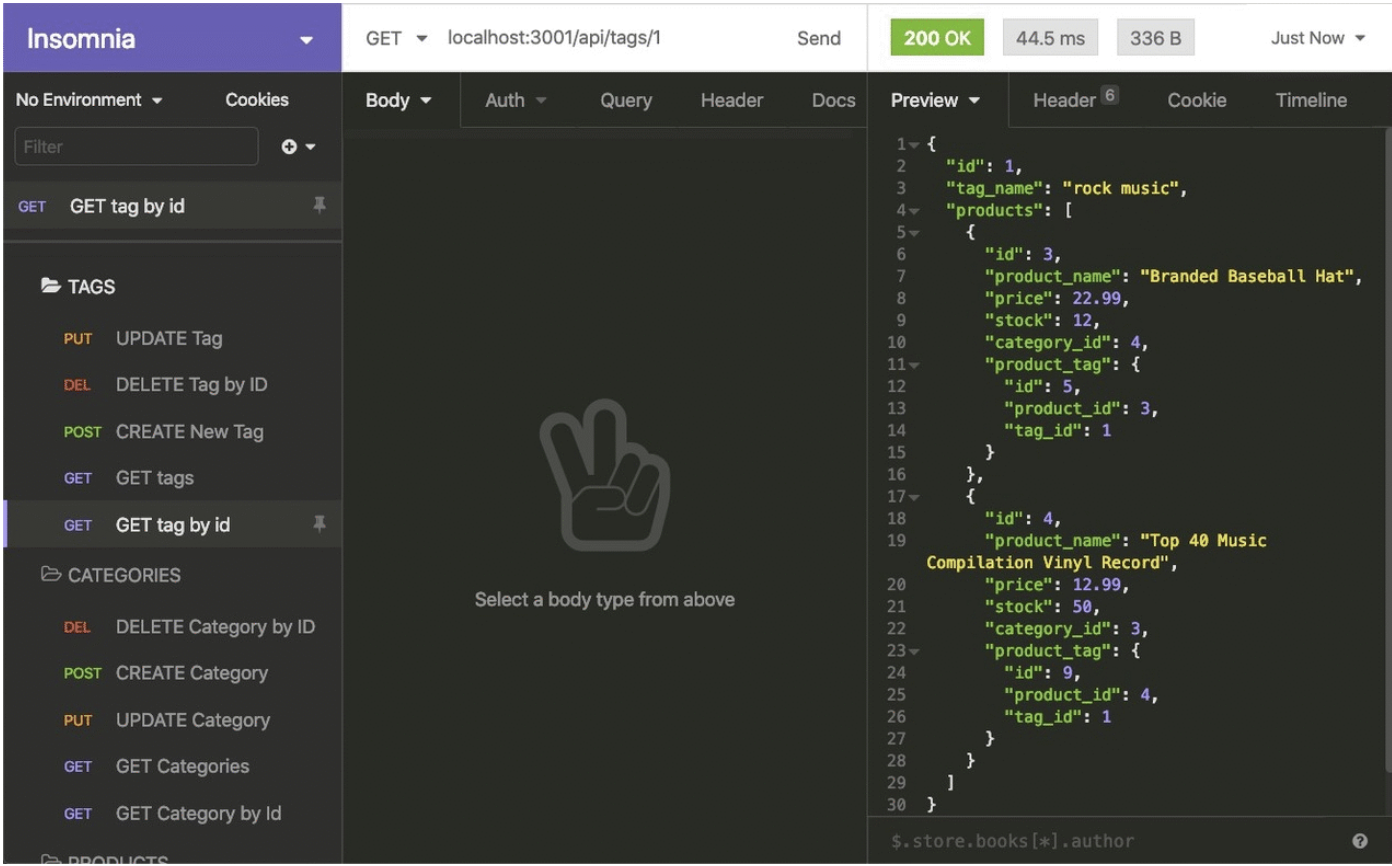 Insomnia
GET localhost:3001/api/tags/1 Send
200 OK 44.5 ms 336 B Just Now
No Environment Cookies
Filter
GET GET tag by id
TAGS
PUT UPDATE Tag
DEL DELETE Tag by ID
POST CREATE New Tag
GET GET tags
GET GET tag by id
CATEGORIES
DEL DELETE Category by ID
POST CREATE Category
PUT UPDATE Category
GET GET Categories
GET GET Category by Id
PRODUCTS
Body Auth Query Header Docs
Select a body type from above
Preview Header 6 Cookie Timeline
1 {
2 "id": 1,
3 "tag_name": "rock music",
4 "products": [
5 {
6 "id": 3,
7 "product_name": "Branded Baseball Hat",
8 "price": 22.99,
9 "stock": 12,
10 "category_id": 4,
11 "product_tag": {
12 "id": 5,
13 "product_id": 3,
14 "tag_id": 1
15 }
16 },
17 {
18 "id": 4,
19 "product_name": "Top 40 Music
Compilation Vinyl Record",
20 "price": 12.99,
21 "stock": 50,
22 "category_id": 3,
23 "product_tag": {
24 "id": 9,
25 "product_id": 4,
26 "tag_id": 1
27 }
28 }
29 ]
30 }
$.store.books[*].author